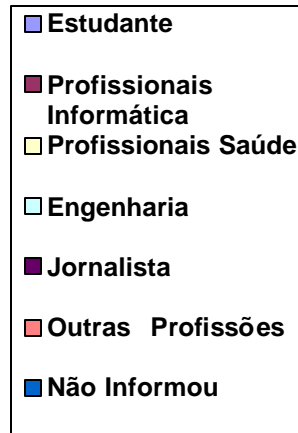 Estudante
Profissionais
Informática
Profissionais Saúde
Engenharia
Jornalista
Outras Profissões
Não Informou